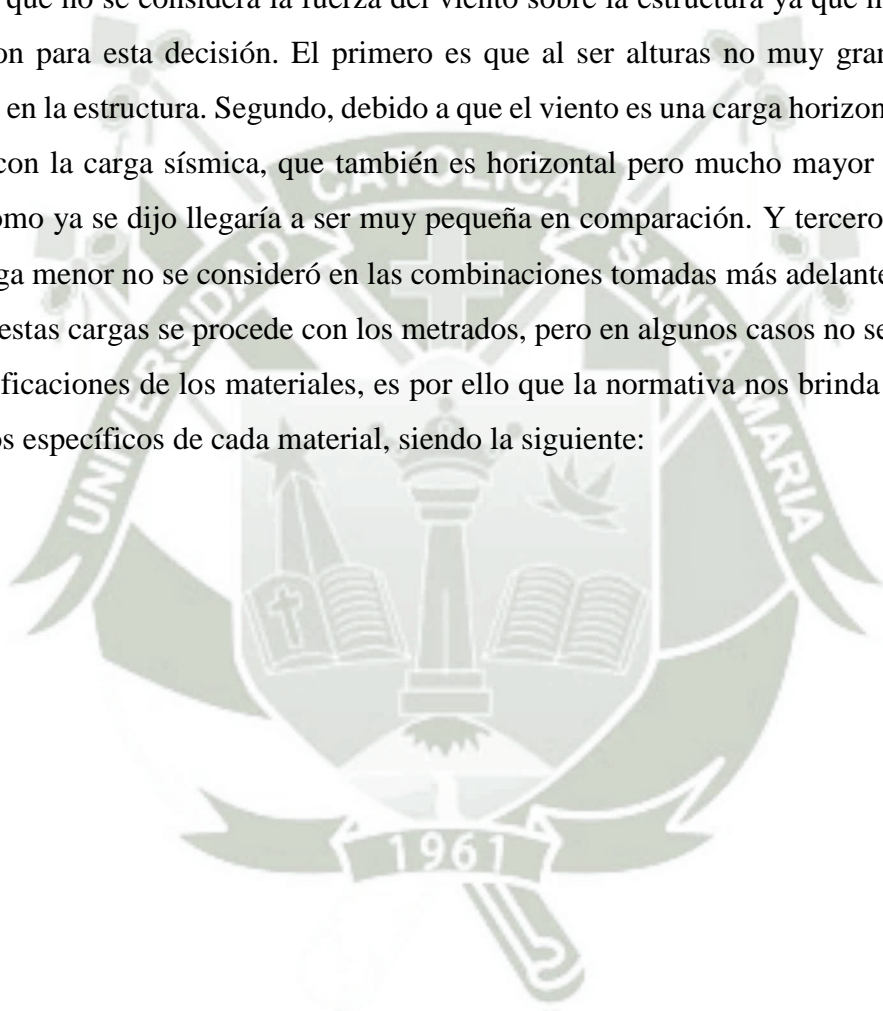 que no se considera la fuerza del viento sobre la estructura ya que
on para esta decisión. El primero es que al ser alturas no muy gran
en la estructura. Segundo, debido a que el viento es una carga horizon
con la carga sísmica, que también es horizontal pero mucho mayor
omo ya se dijo llegaría a ser muy pequeña en comparación. Y tercero
ga menor no se consideró en las combinaciones tomadas más adelante
estas cargas se procede con los metrados, pero en algunos casos no se
ificaciones de los materiales, es por ello que la normativa nos brinda
os específicos de cada material, siendo la siguiente:
UNIVERSIDAD CATOLICA SANTA MARIA
1961